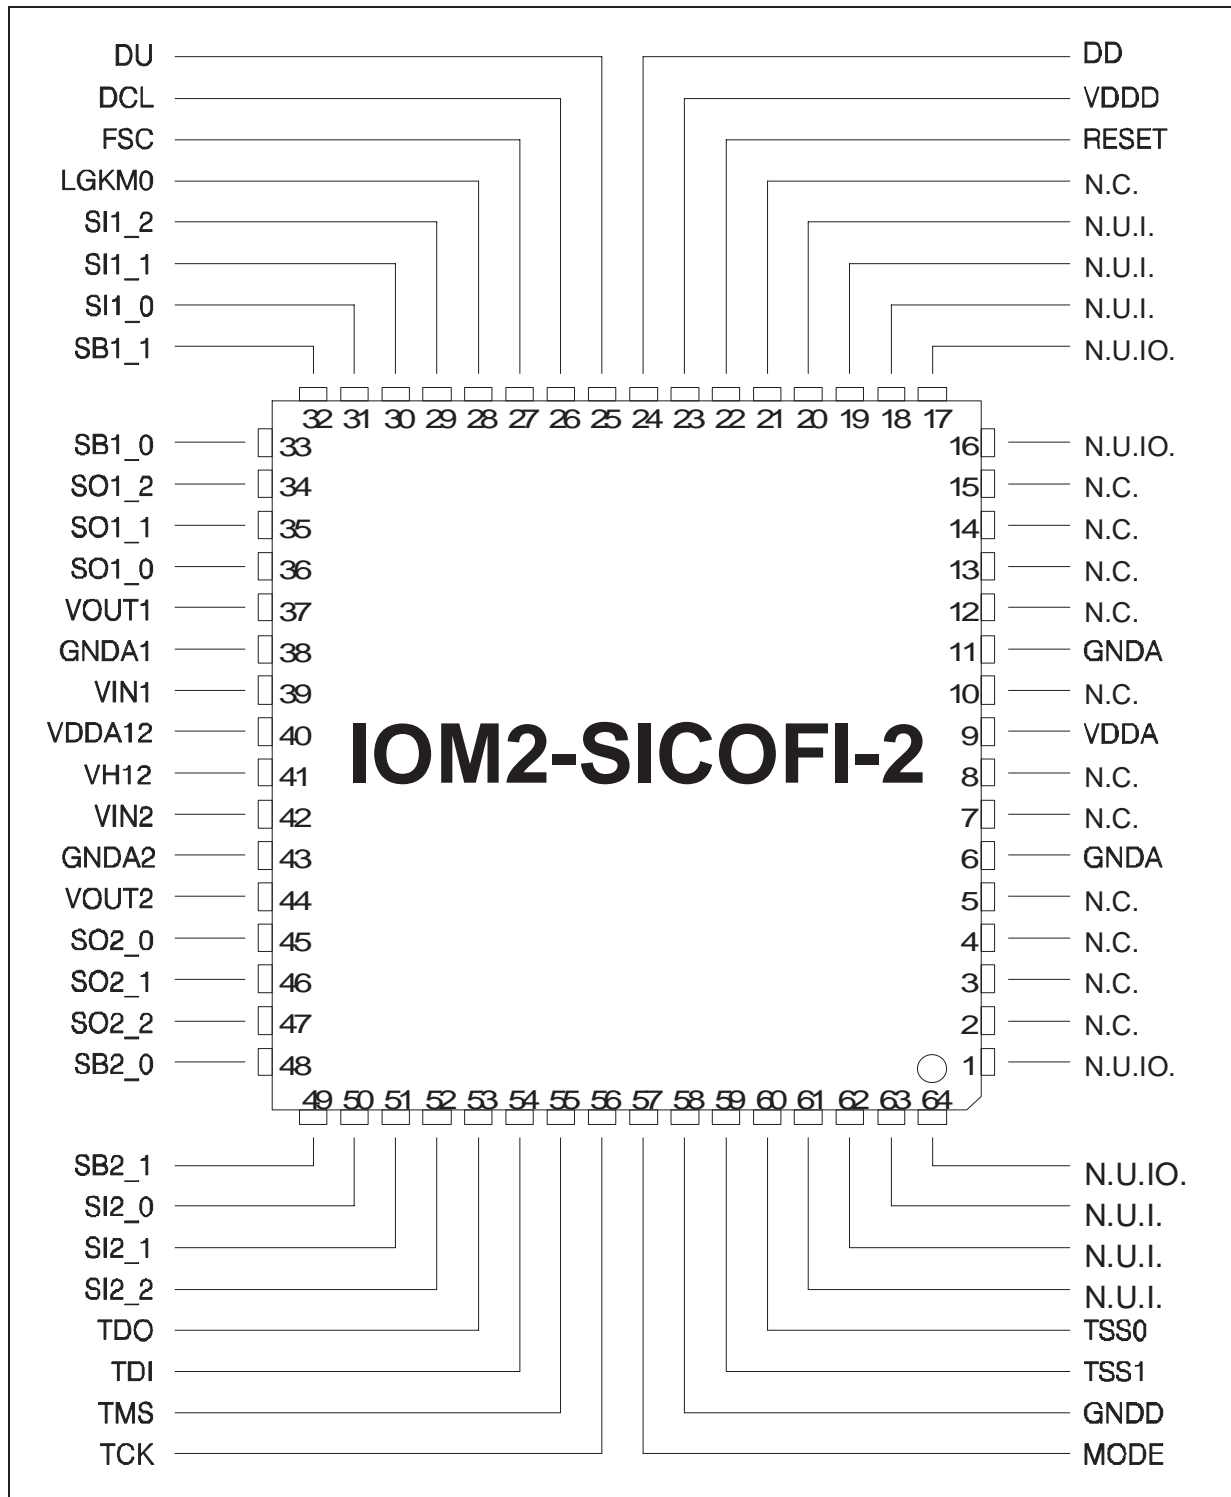 DU DD
DCL VDDD
FSC RESET
LGKM0 N.C.
SI1_2 N.U.I.
SI1_1 N.U.I.
SI1_0 N.U.I.
SB1_1 N.U.IO.
32 31 30 29 28 27 26 25 24 23 22 21 20 19 18 17
SB1_0 33 16 N.U.IO.
SO1_2 34 15 N.C.
SO1_1 35 14 N.C.
SO1_0 36 13 N.C.
VOUT1 37 12 N.C.
GNDA1 38 11 GNDA
VIN1 39 10 N.C.
VDDA12 40 9 VDDA
IOM2-SICOFI-2
VH12 41 8 N.C.
VIN2 42 7 N.C.
GNDA2 43 6 GNDA
VOUT2 44 5 N.C.
SO2_0 45 4 N.C.
SO2_1 46 3 N.C.
SO2_2 47 2 N.C.
SB2_0 48 1 N.U.IO.
49 50 51 52 53 54 55 56 57 58 59 60 61 62 63 64
SB2_1 N.U.IO.
SI2_0 N.U.I.
SI2_1 N.U.I.
SI2_2 N.U.I.
TDO TSS0
TDI TSS1
TMS GNDD
TCK MODE